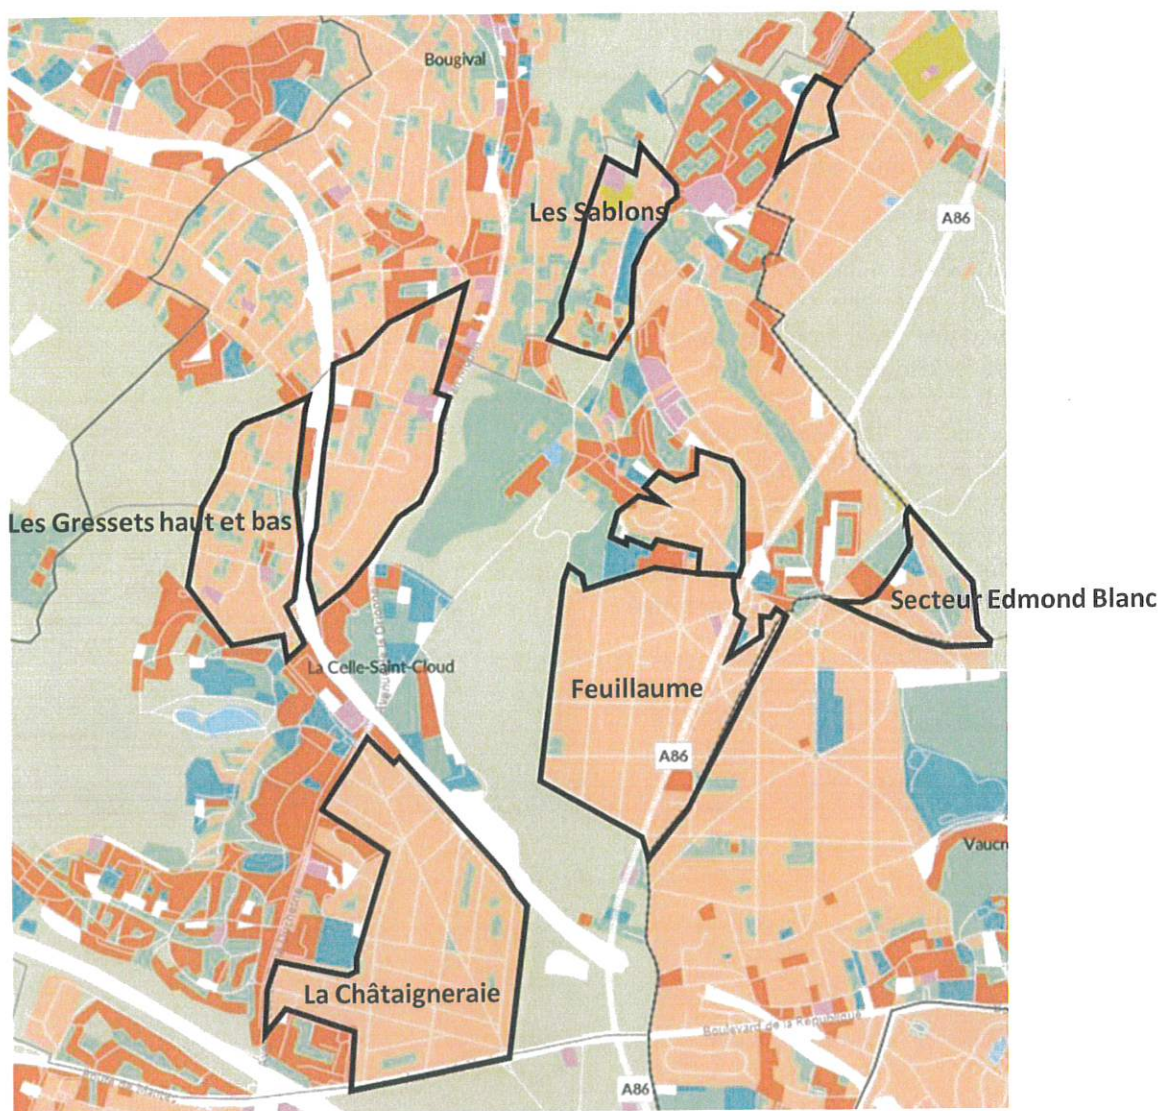 Bougival
Les Sablons
A86
Les Gressets haut et bas
Secteur Edmond Blanc
La Celle-Saint-Cloud
Feuillaume
A86
Vaucr
La Châtaigneraie
Boulevard de la République
A86